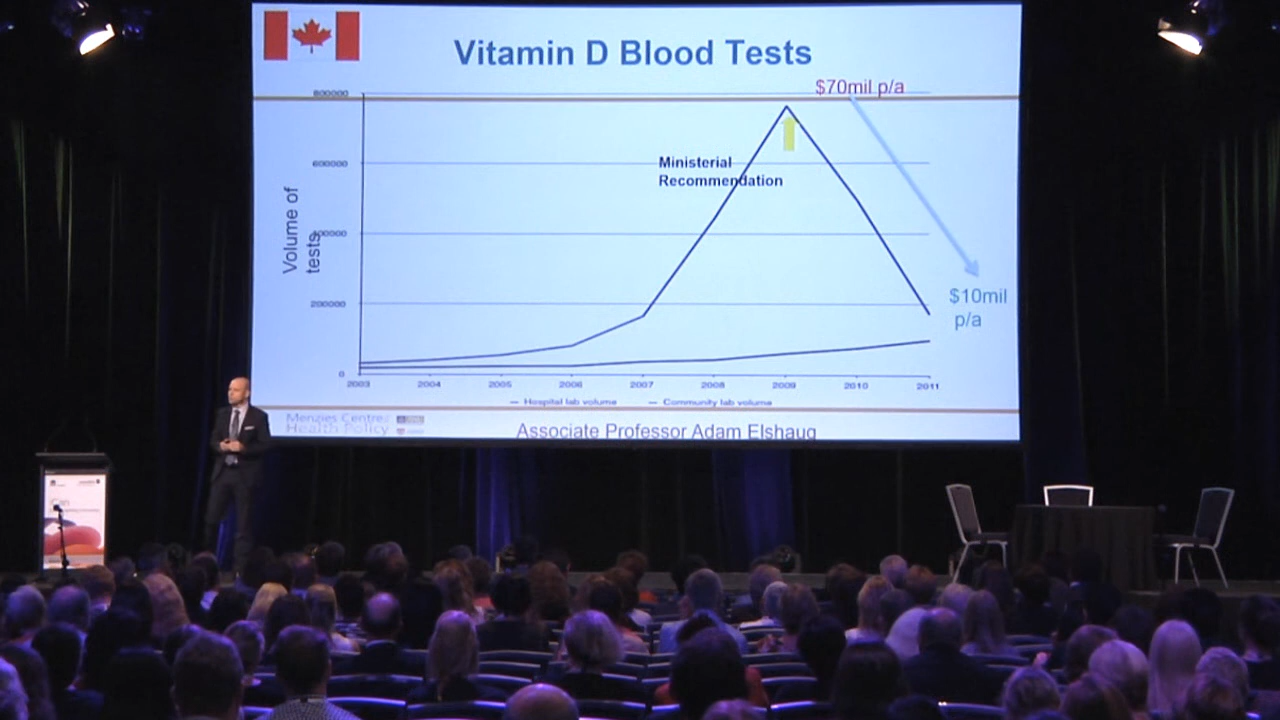 Vitamin D Blood Tests
$70mil p/a
800000
600000
400000
200000
0
Volume of
tests
Ministerial
Recommendation
$10mil
p/a
2003 2004 2005 2006 2007 2008 2009 2010 2011
— Hospital lab volume — Community lab volume
Menzies Centre
Health Policy
Associate Professor Adam Elshaug